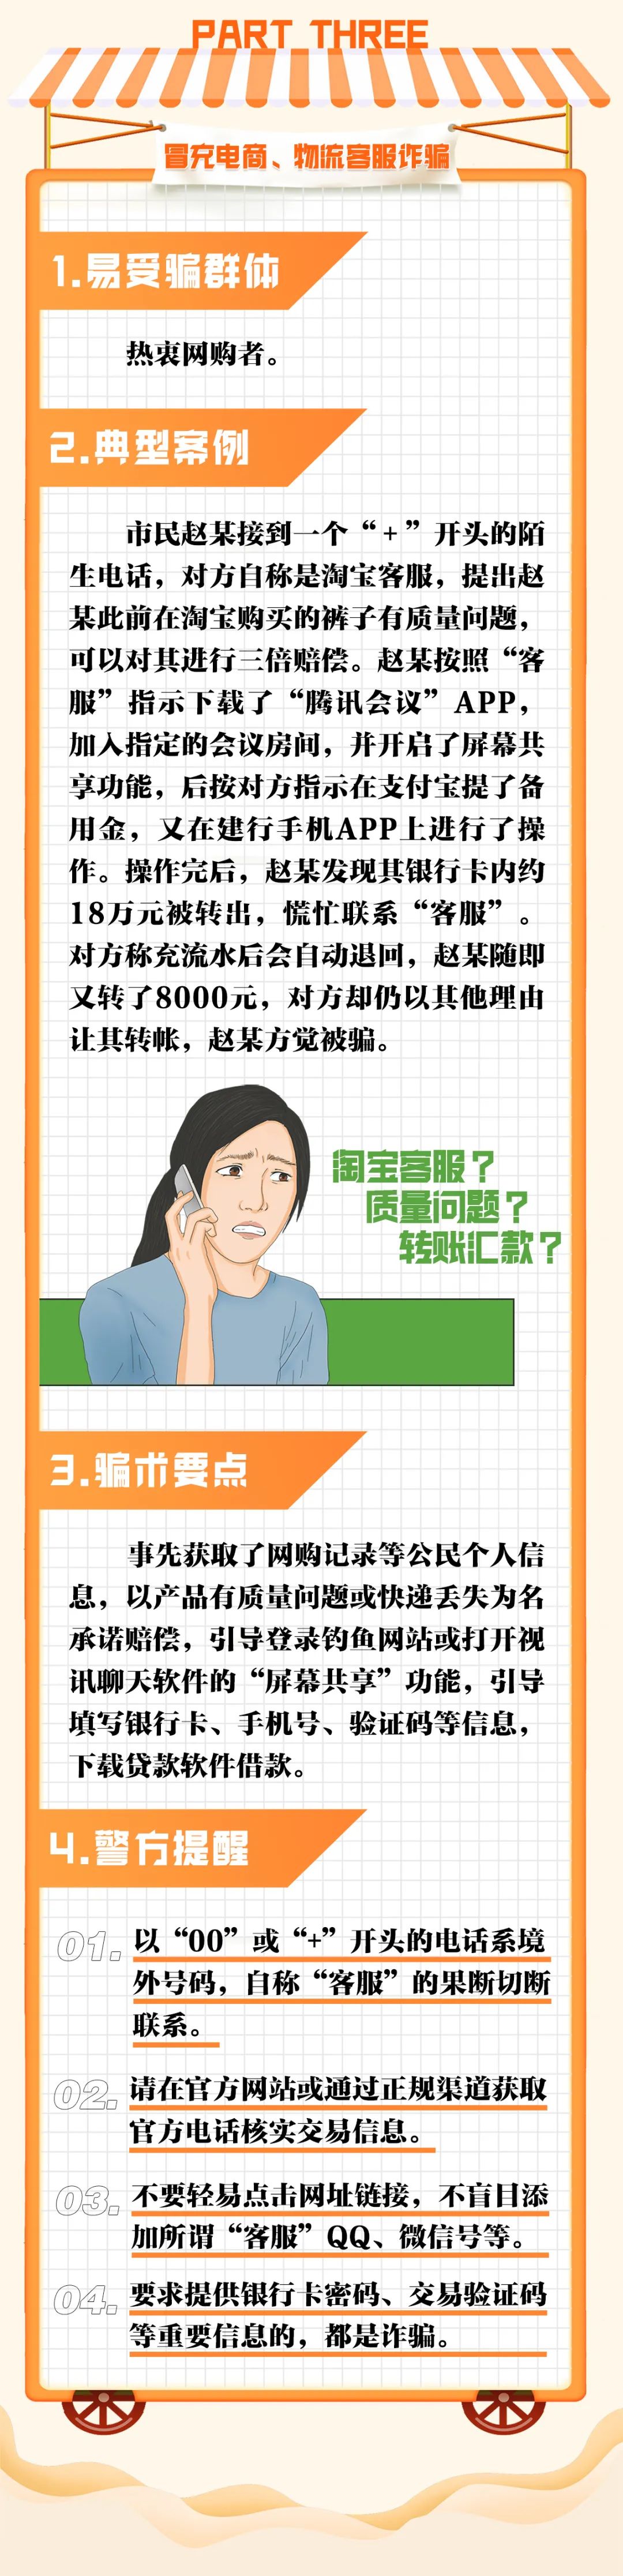 PART THREE
冒充电商、物流客服诈骗
1.易受骗群体
热衷网购者。
2.典型案例
市民赵某接到一个“+”开头的陌
生电话，对方自称是淘宝客服，提出赵
某此前在淘宝购买的裤子有质量问题，
可以对其进行三倍赔偿。赵某按照“客
服”指示下载了“腾讯会议”APP，
加入指定的会议房间，并开启了屏幕共
享功能，后按对方指示在支付宝提了备
用金，又在建行手机APP上进行了操
作。操作完后，赵某发现其银行卡内约
18万元被转出，慌忙联系“客服”。
对方称充流水后会自动退回，赵某随即
又转了8000元，对方却仍以其他理由
让其转帐，赵某方觉被骗。
淘宝客服？
质量问题？
转账汇款？
3.骗术要点
事先获取了网购记录等公民个人信
息，以产品有质量问题或快递丢失为名
承诺赔偿，引导登录钓鱼网站或打开视
讯聊天软件的“屏幕共享”功能，引导
填写银行卡、手机号、验证码等信息，
下载贷款软件借款。
4.警方提醒
01. 以“00”或“+”开头的电话系境
外号码，自称“客服”的果断切断
联系。
02. 请在官方网站或通过正规渠道获取
官方电话核实交易信息。
03. 不要轻易点击网址链接，不盲目添
加所谓“客服”QQ、微信号等。
04. 要求提供银行卡密码、交易验证码
等重要信息的，都是诈骗。